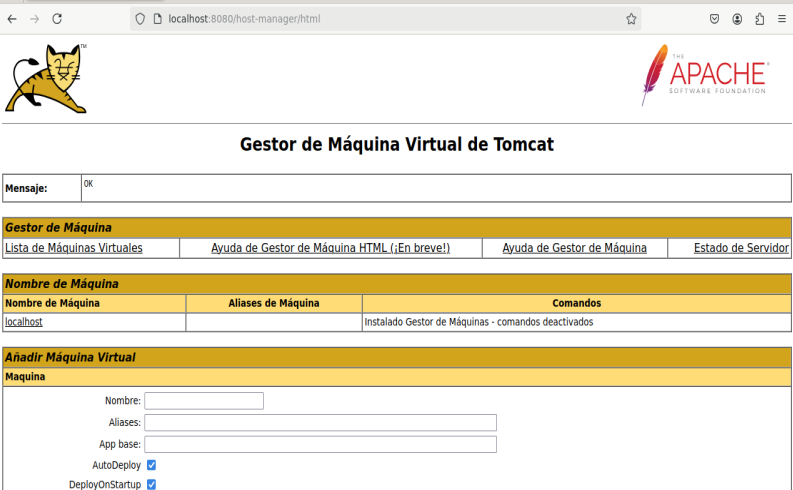 localhost:8080/host-manager/html
TM
THE
APACHE
SOFTWARE FOUNDATION
Gestor de Máquina Virtual de Tomcat
Mensaje: OK
Gestor de Máquina
Lista de Máquinas Virtuales Ayuda de Gestor de Máquina HTML (¡En breve!) Ayuda de Gestor de Máquina Estado de Servidor
Nombre de Máquina
Nombre de Máquina Aliases de Máquina Comandos
localhost Instalado Gestor de Máquinas - comandos deactivados
Añadir Máquina Virtual
Maquina
Nombre:
Aliases:
App base:
AutoDeploy
DeployOnStartup